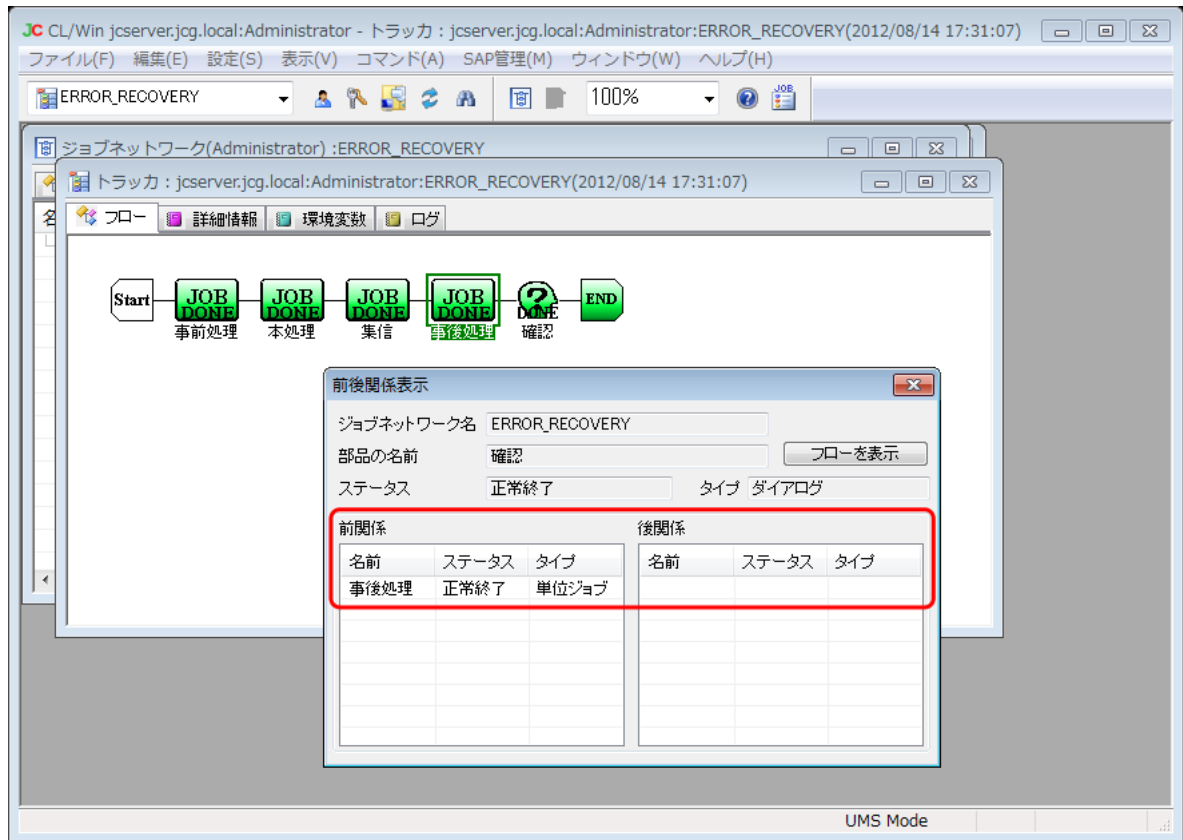 JC CL/Win jcserver.jcg.local:Administrator - トラッカ : jcserver.jcg.local:Administrator:ERROR_RECOVERY(2012/08/14 17:31:07)
ファイル(F) 編集(E) 設定(S) 表示(V) コマンド(A) SAP管理(M) ウィンドウ(W) ヘルプ(H)
ERROR_RECOVERY 100% JOB
ジョブネットワーク(Administrator) :ERROR_RECOVERY
トラッカ : jcserver.jcg.local:Administrator:ERROR_RECOVERY(2012/08/14 17:31:07)
名 フロー 詳細情報 環境変数 ログ
Start JOB DONE JOB DONE JOB DONE JOB DONE ? DONE END
事前処理 本処理 集信 事後処理 確認
前後関係表示
ジョブネットワーク名 ERROR_RECOVERY
部品の名前 確認 フローを表示
ステータス 正常終了 タイプ ダイアログ
前関係 後関係
名前 ステータス タイプ 名前 ステータス タイプ
事後処理 正常終了 単位ジョブ
UMS Mode